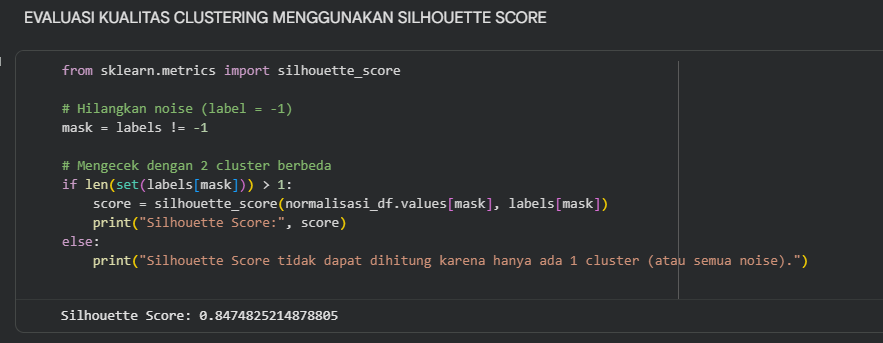 EVALUASI KUALITAS CLUSTERING MENGGUNAKAN SILHOUETTE SCORE
from sklearn.metrics import silhouette_score
# Hilangkan noise (label = -1)
mask = labels != -1
# Mengecek dengan 2 cluster berbeda
if len(set(labels[mask])) > 1:
    score = silhouette_score(normalisasi_df.values[mask], labels[mask])
    print("Silhouette Score:", score)
else:
    print("Silhouette Score tidak dapat dihitung karena hanya ada 1 cluster (atau semua noise).")
Silhouette Score: 0.8474825214878805